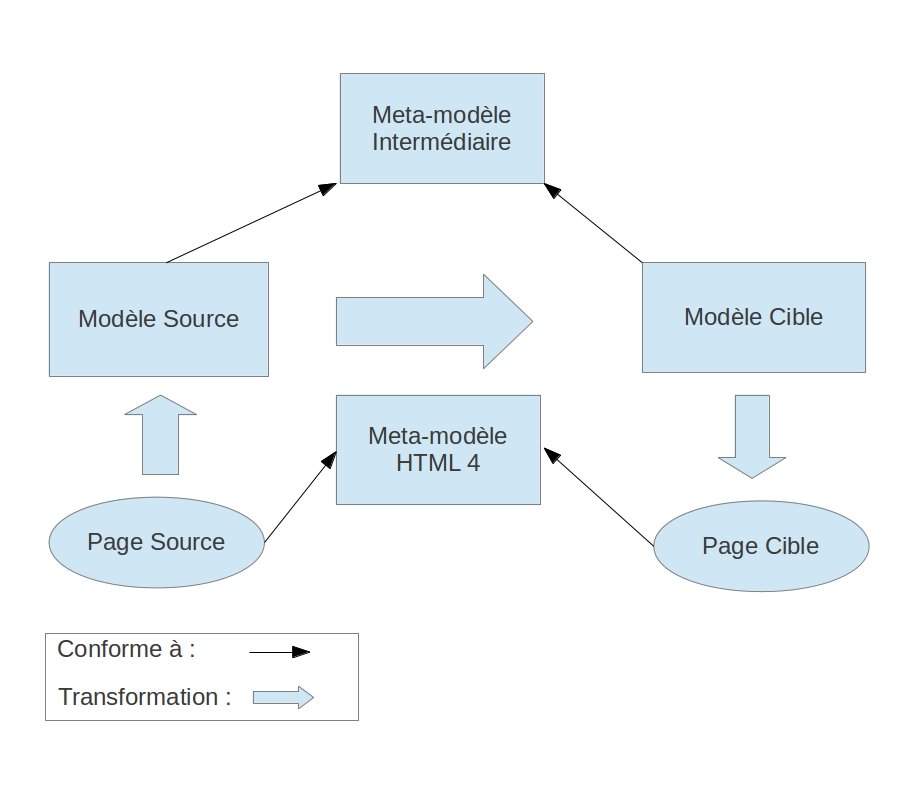 Meta-modèle
Intermédiaire
Modèle Source
Modèle Cible
Meta-modèle
HTML 4
Page Source
Page Cible
Conforme à :
Transformation :